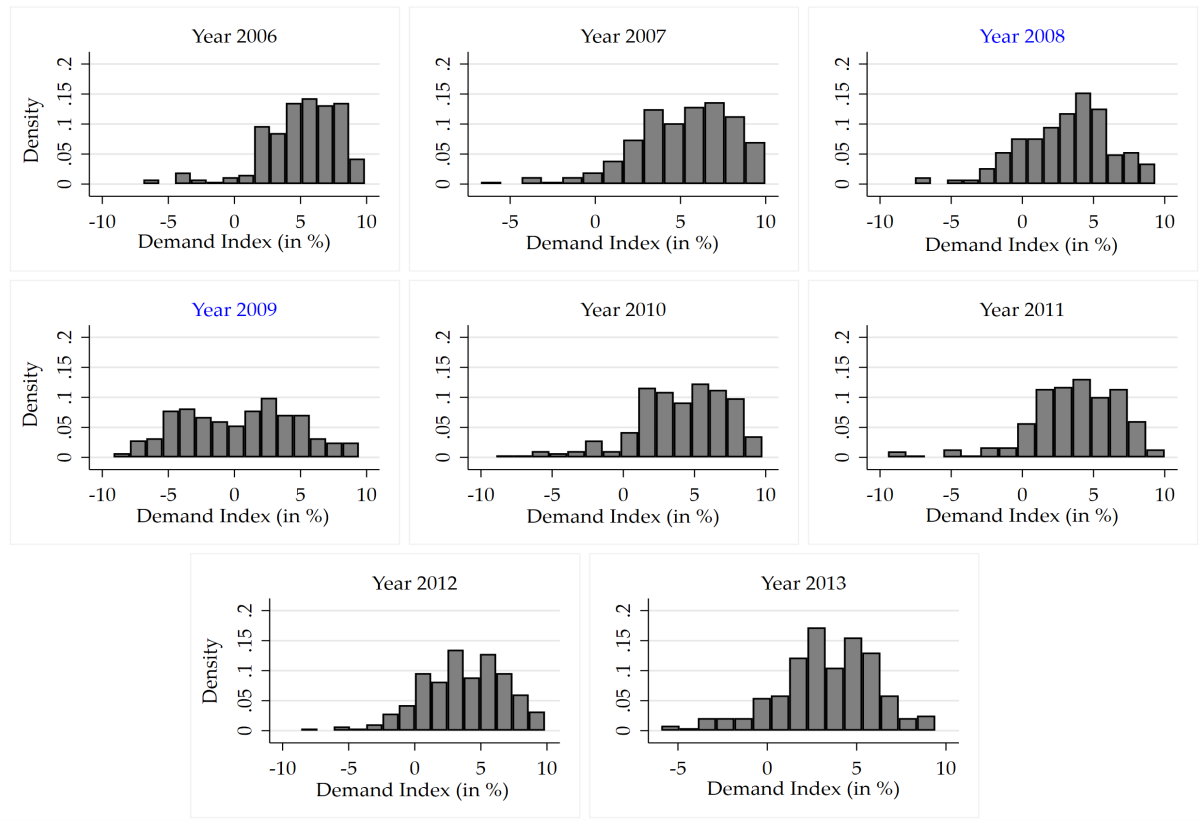 Year 2006
Density
0 .05 .1 .15 .2
-10 -5 0 5 10
Demand Index (in %)
Year 2007
0 .05 .1 .15 .2
-5 0 5 10
Demand Index (in %)
Year 2008
0 .05 .1 .15 .2
-10 -5 0 5 10
Demand Index (in %)
Year 2009
Density
0 .05 .1 .15 .2
-10 -5 0 5 10
Demand Index (in %)
Year 2010
0 .05 .1 .15 .2
-10 -5 0 5 10
Demand Index (in %)
Year 2011
0 .05 .1 .15 .2
-10 -5 0 5 10
Demand Index (in %)
Year 2012
Density
0 .05 .1 .15 .2
-10 -5 0 5 10
Demand Index (in %)
Year 2013
0 .05 .1 .15 .2
-5 0 5 10
Demand Index (in %)